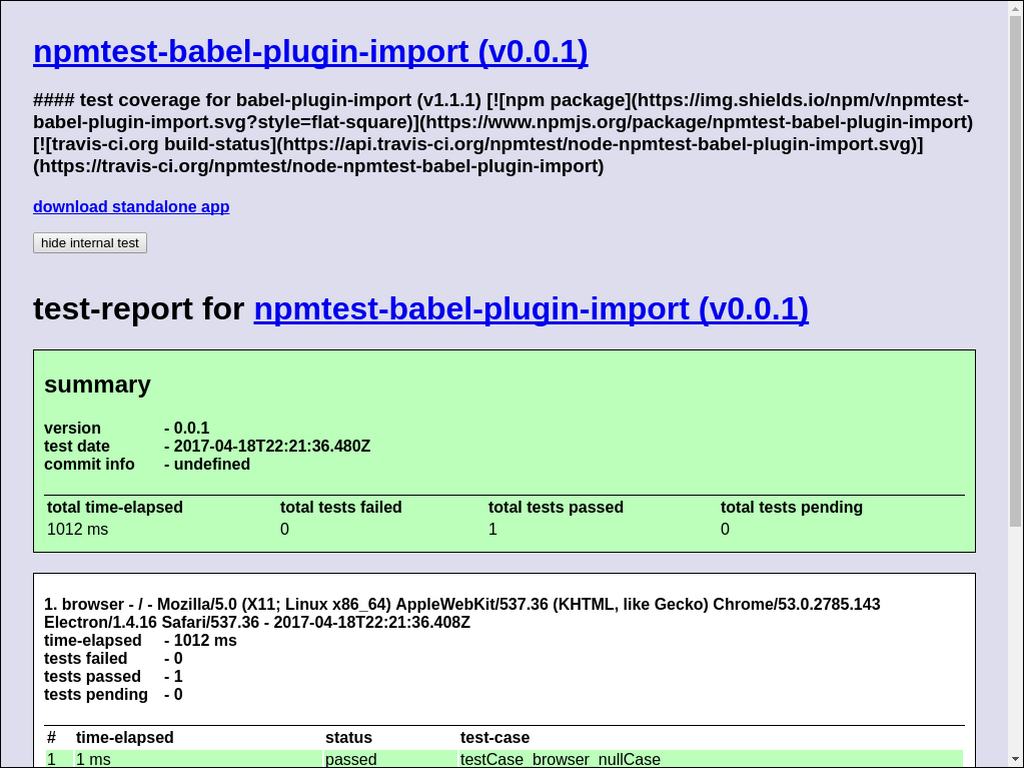 npmtest-babel-plugin-import (v0.0.1)
#### test coverage for babel-plugin-import (v1.1.1) [![npm package](https://img.shields.io/npm/v/npmtest-
babel-plugin-import.svg?style=flat-square)](https://www.npmjs.org/package/npmtest-babel-plugin-import)
[![travis-ci.org build-status](https://api.travis-ci.org/npmtest/node-npmtest-babel-plugin-import.svg)]
(https://travis-ci.org/npmtest/node-npmtest-babel-plugin-import)
download standalone app
hide internal test
test-report for npmtest-babel-plugin-import (v0.0.1)
summary
version - 0.0.1
test date - 2017-04-18T22:21:36.480Z
commit info - undefined
total time-elapsed total tests failed total tests passed total tests pending
1012 ms 0 1 0
1. browser - / - Mozilla/5.0 (X11; Linux x86_64) AppleWebKit/537.36 (KHTML, like Gecko) Chrome/53.0.2785.143
Electron/1.4.16 Safari/537.36 - 2017-04-18T22:21:36.408Z
time-elapsed - 1012 ms
tests failed - 0
tests passed - 1
tests pending - 0
# time-elapsed status test-case
1 1 ms passed testCase_browser_nullCase